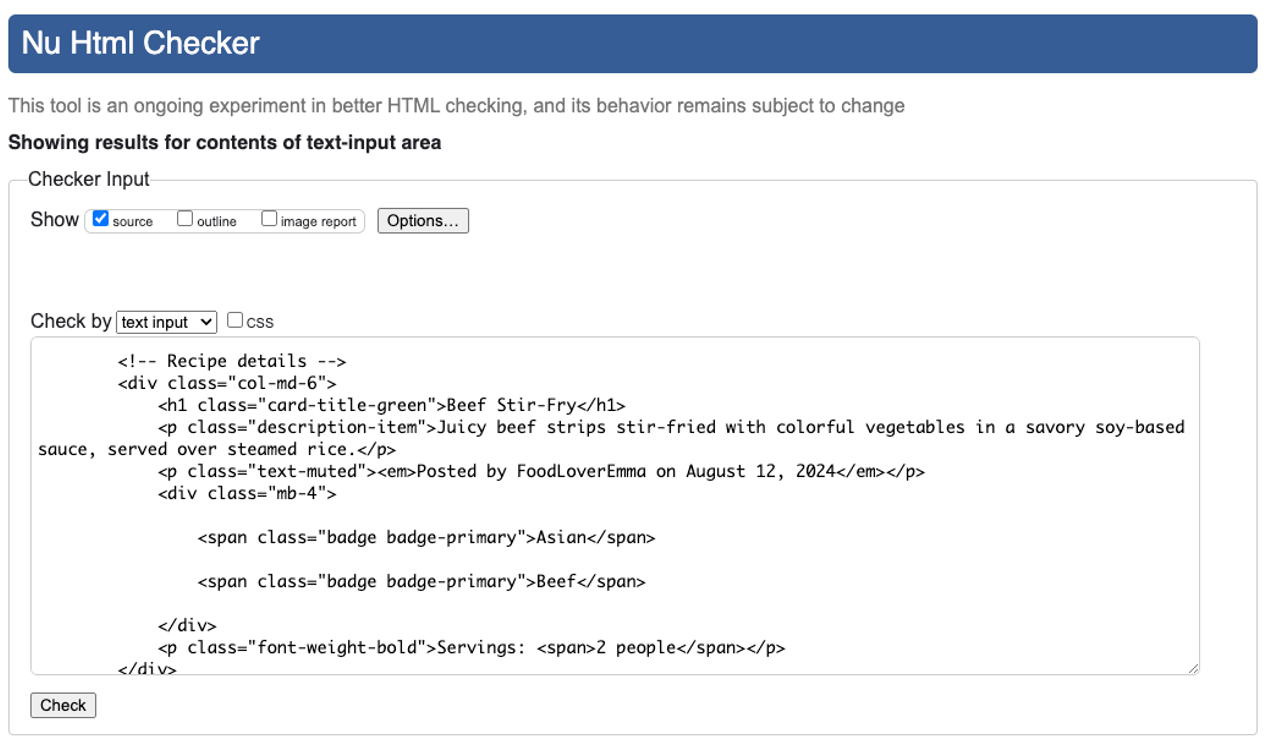 Nu Html Checker
This tool is an ongoing experiment in better HTML checking, and its behavior remains subject to change
Showing results for contents of text-input area
Checker Input
Show source outline image report Options...
Check by text input css
<!-- Recipe details -->
<div class="col-md-6">
<h1 class="card-title-green">Beef Stir-Fry</h1>
<p class="description-item">Juicy beef strips stir-fried with colorful vegetables in a savory soy-based
sauce, served over steamed rice.</p>
<p class="text-muted"><em>Posted by FoodLoverEmma on August 12, 2024</em></p>
<div class="mb-4">
<span class="badge badge-primary">Asian</span>
<span class="badge badge-primary">Beef</span>
</div>
<p class="font-weight-bold">Servings: <span>2 people</span></p>
</div>
Check